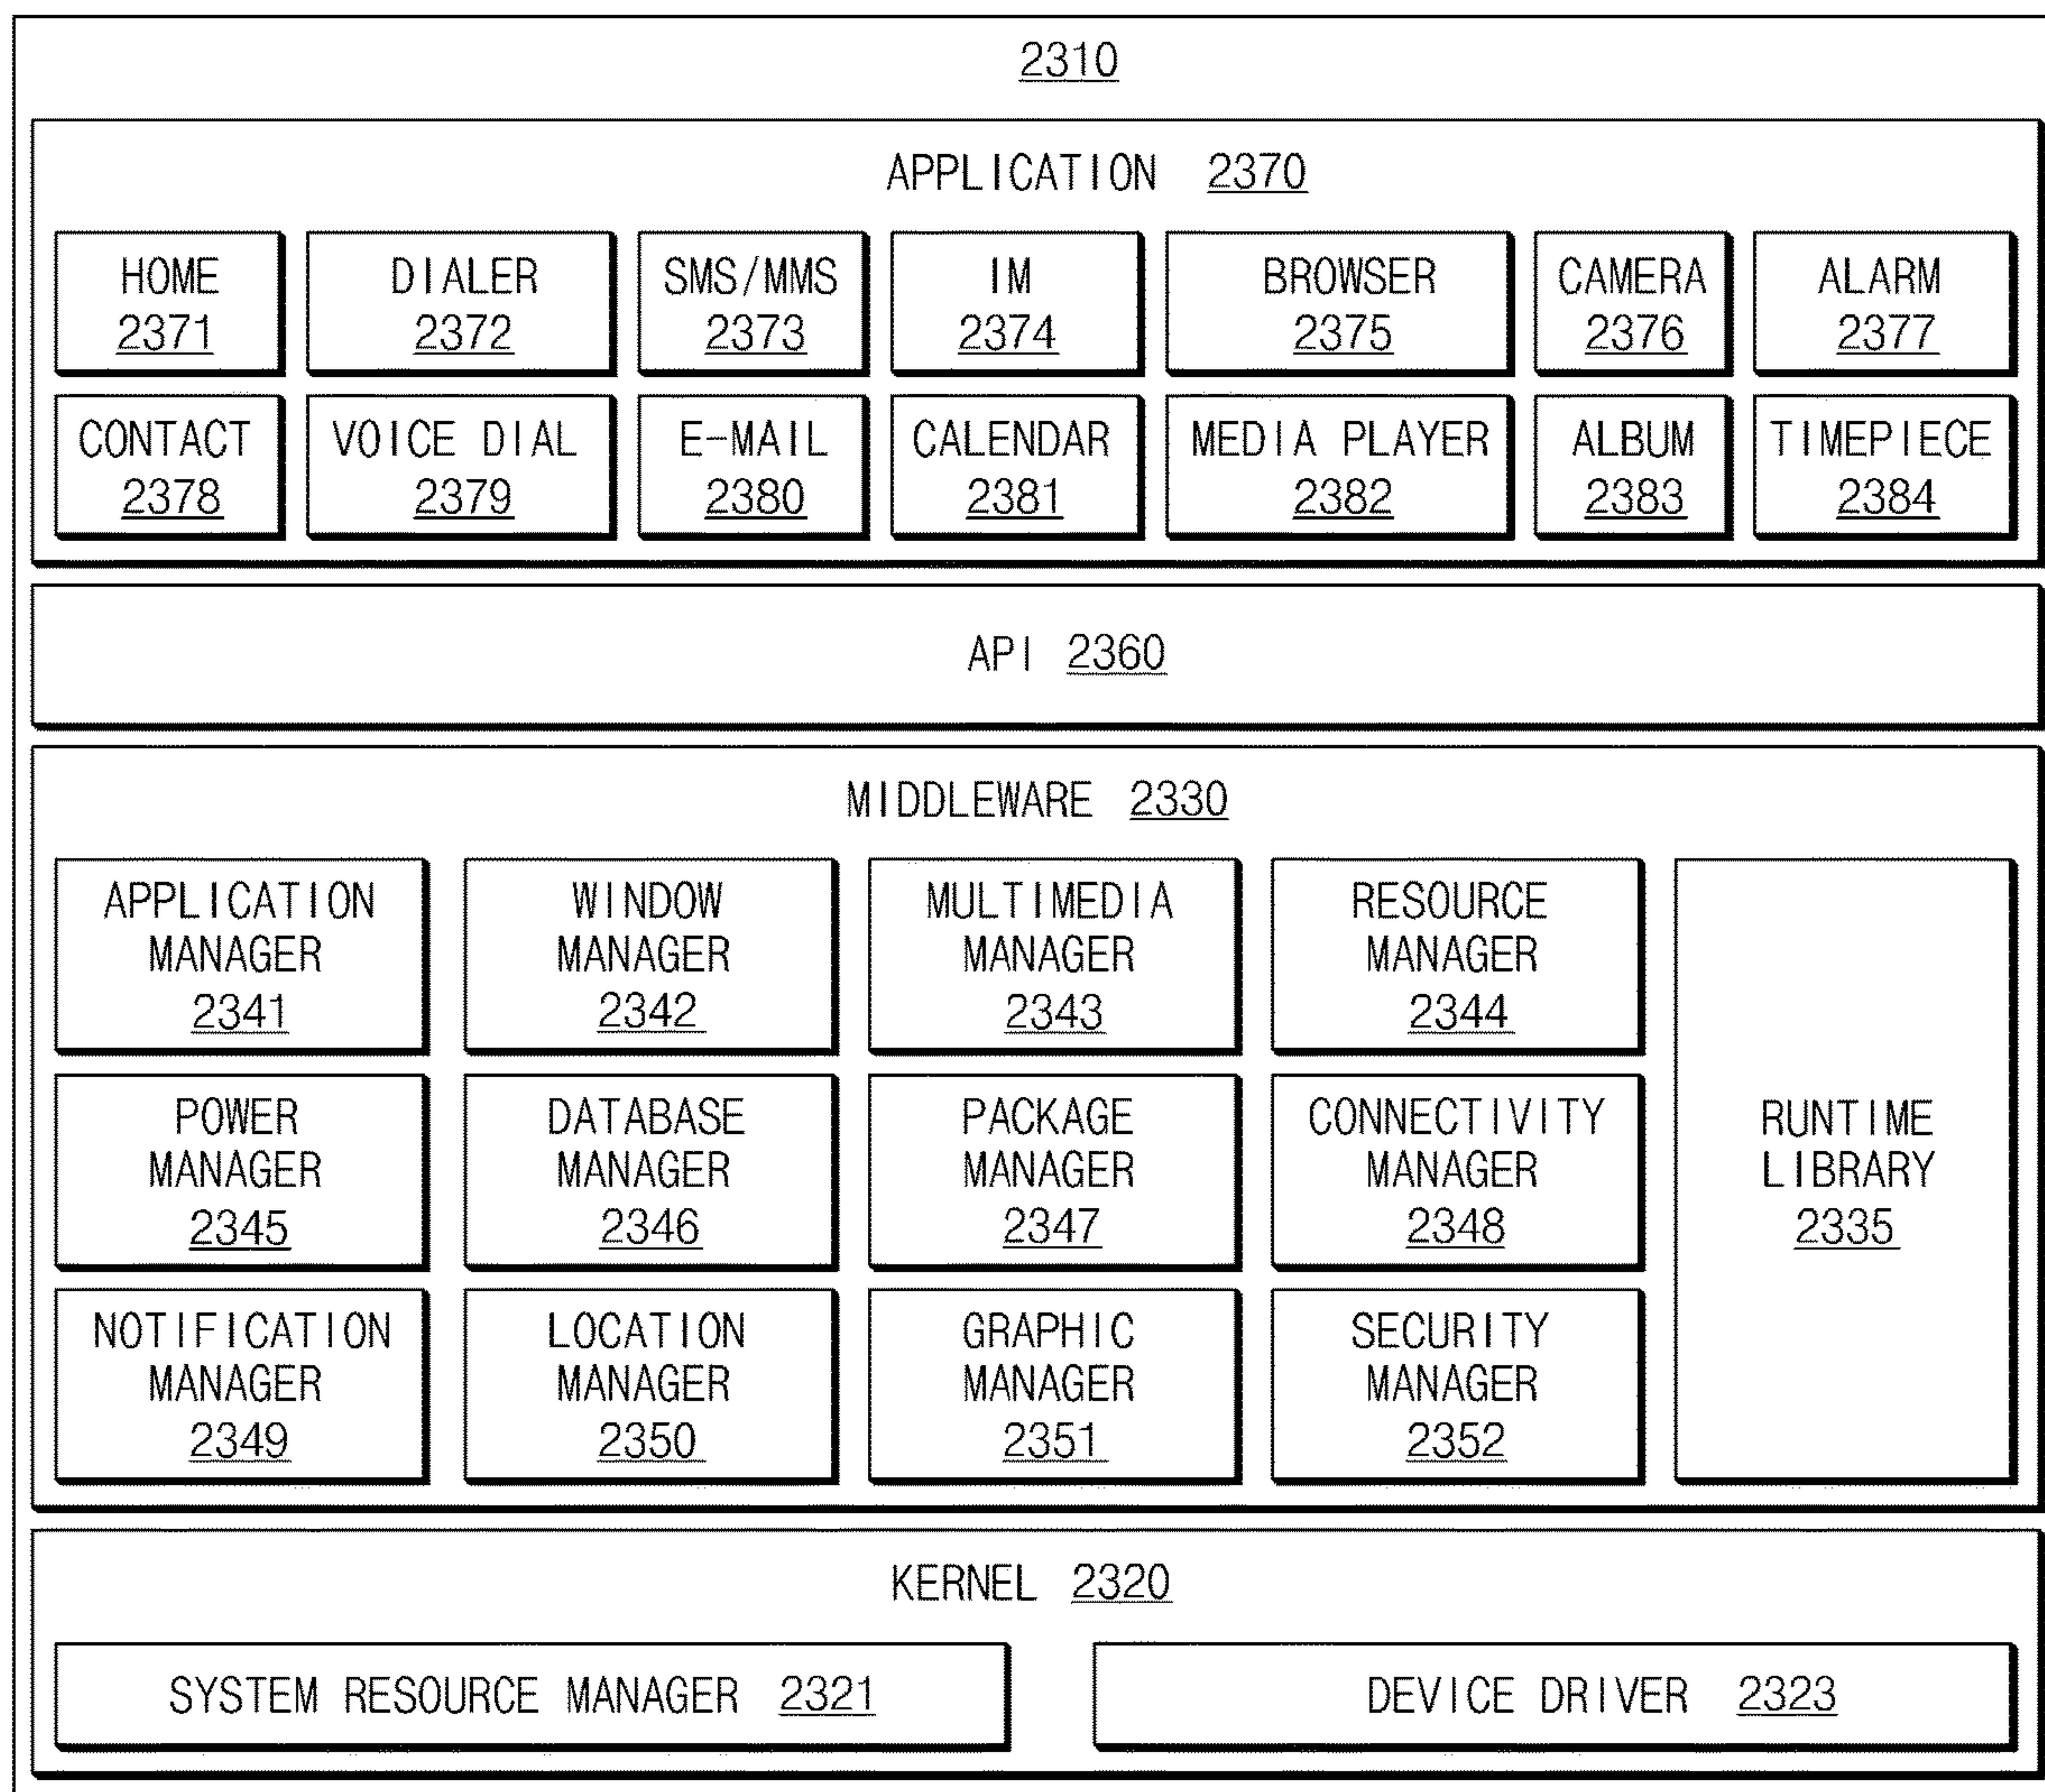 2310
APPLICATION 2370
HOME
2371
DIALER
2372
SMS/MMS
2373
IM
2374
BROWSER
2375
CAMERA
2376
ALARM
2377
CONTACT
2378
VOICE DIAL
2379
E-MAIL
2380
CALENDAR
2381
MEDIA PLAYER
2382
ALBUM
2383
TIMEPIECE
2384
API 2360
MIDDLEWARE 2330
APPLICATION
MANAGER
2341
WINDOW
MANAGER
2342
MULTIMEDIA
MANAGER
2343
RESOURCE
MANAGER
2344
POWER
MANAGER
2345
DATABASE
MANAGER
2346
PACKAGE
MANAGER
2347
CONNECTIVITY
MANAGER
2348
RUNTIME
LIBRARY
2335
NOTIFICATION
MANAGER
2349
LOCATION
MANAGER
2350
GRAPHIC
MANAGER
2351
SECURITY
MANAGER
2352
KERNEL 2320
SYSTEM RESOURCE MANAGER 2321
DEVICE DRIVER 2323